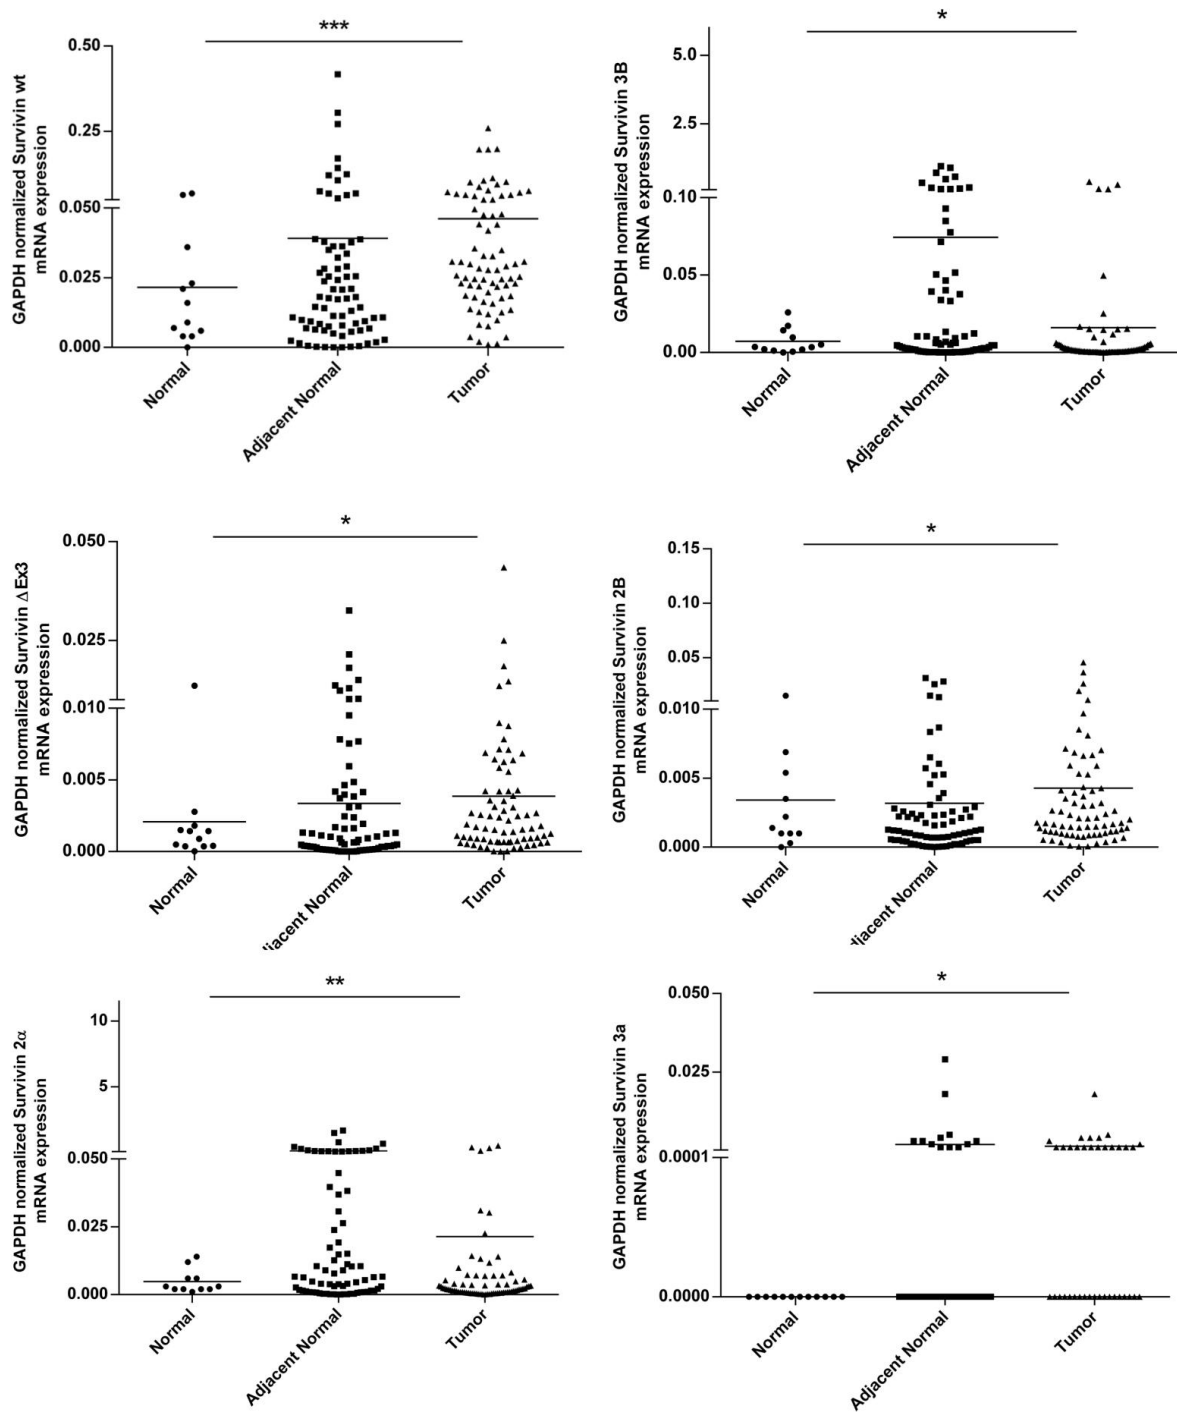 ***
GAPDH normalized Survivin wt
mRNA expression
0.50
0.25
0.050
0.025
0.000
Normal
Adjacent Normal
Tumor
*
GAPDH normalized Survivin 3B
mRNA expression
5.0
2.5
0.10
0.05
0.00
Normal
Adjacent Normal
Tumor
*
GAPDH normalized Survivin ΔEx3
mRNA expression
0.050
0.025
0.010
0.005
0.000
Normal
djacent Normal
Tumor
*
GAPDH normalized Survivin 2B
mRNA expression
0.15
0.10
0.05
0.010
0.005
0.000
Normal
djacent Normal
Tumor
**
GAPDH normalized Survivin 2α
mRNA expression
10
5
0.050
0.025
0.000
Normal
Adjacent Normal
Tumor
*
GAPDH normalized Survivin 3a
mRNA expression
0.050
0.025
0.0001
0.0000
Normal
Adjacent Normal
Tumor